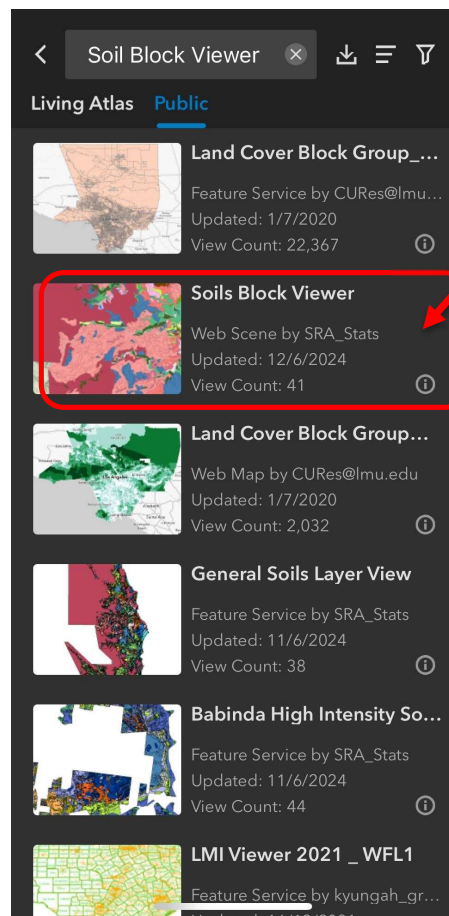 Soil Block Viewer
Living Atlas Public
Land Cover Block Group_...
Feature Service by CURes@lmu...
Updated: 1/7/2020
View Count: 22,367
Soils Block Viewer
Web Scene by SRA_Stats
Updated: 12/6/2024
View Count: 41
Land Cover Block Group...
Web Map by CURes@lmu.edu
Updated: 1/7/2020
View Count: 2,032
General Soils Layer View
Feature Service by SRA_Stats
Updated: 11/6/2024
View Count: 38
Babinda High Intensity So...
Feature Service by SRA_Stats
Updated: 11/6/2024
View Count: 44
LMI Viewer 2021 _ WFL1
Feature Service by kyungah_gr...